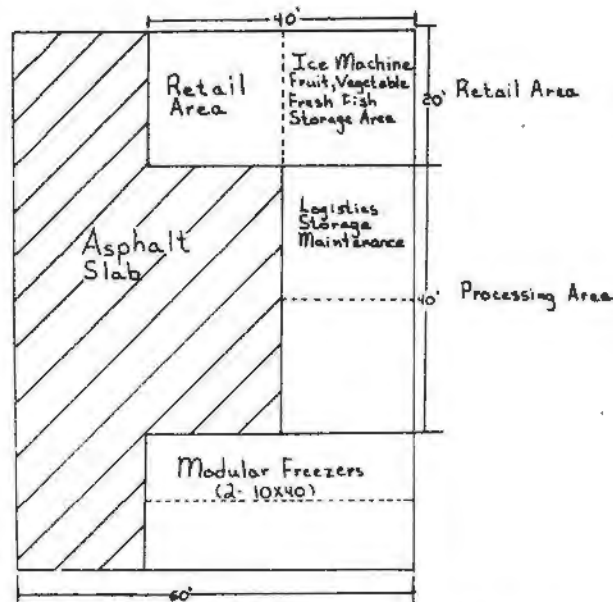 40'
Retail
Area
Ice Machine
Fruit, Vegetable
Fresh Fish
Storage Area
20'
Retail Area
Logistics
Storage
Maintenance
Asphalt
Slab
40'
Processing Area
Modular Freezers
(2- 10X40)
60'